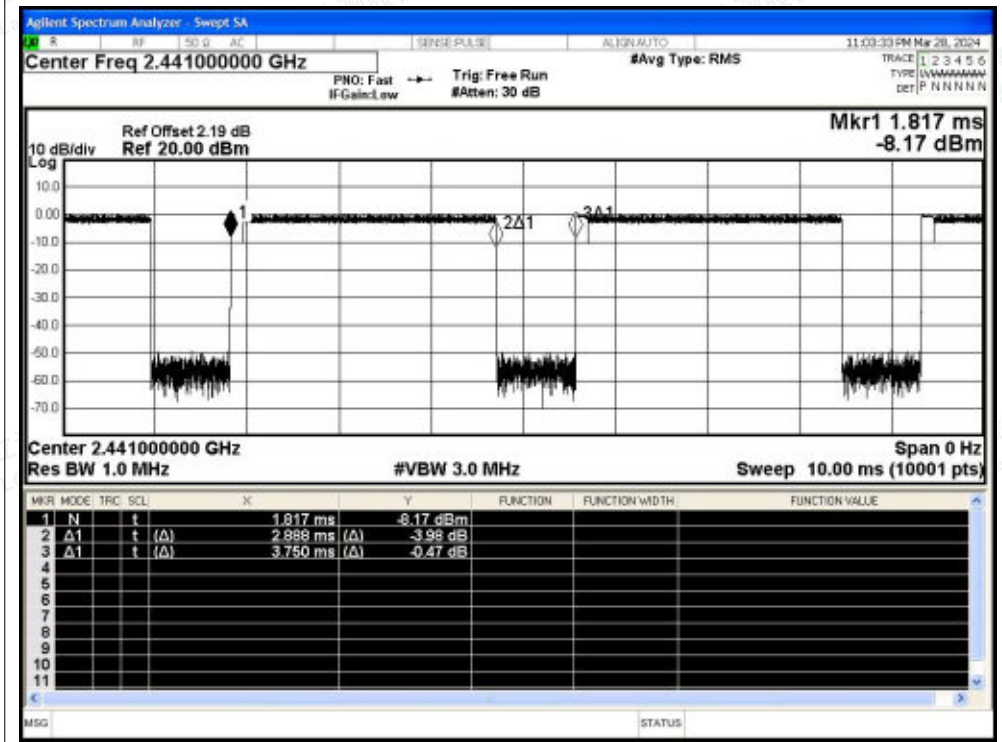 Agilent Spectrum Analyzer - Swept SA
R RF 50 Ω AC SENSE:PULSE ALIGN AUTO 11:03:33 PM Mar 28, 2024
Center Freq 2.441000000 GHz #Avg Type: RMS TRACE 1 2 3 4 5 6
PNO: Fast Trig: Free Run TYPE
IFGain:Low #Atten: 30 dB DET P N N N N N
Mkr1 1.817 ms
Ref Offset 2.19 dB
10 dB/div Ref 20.00 dBm -8.17 dBm
Log
10.0
0.00
-10.0
-20.0
-30.0
-40.0
-50.0
-60.0
-70.0
1
2Δ1
3Δ1
Center 2.441000000 GHz Span 0 Hz
Res BW 1.0 MHz #VBW 3.0 MHz Sweep 10.00 ms (10001 pts)
MKR MODE TRC SCL X Y FUNCTION FUNCTION WIDTH FUNCTION VALUE
1 N t 1.817 ms -8.17 dBm
2 Δ1 t (Δ) 2.888 ms (Δ) -3.98 dB
3 Δ1 t (Δ) 3.750 ms (Δ) -0.47 dB
4
5
6
7
8
9
10
11
MSG STATUS